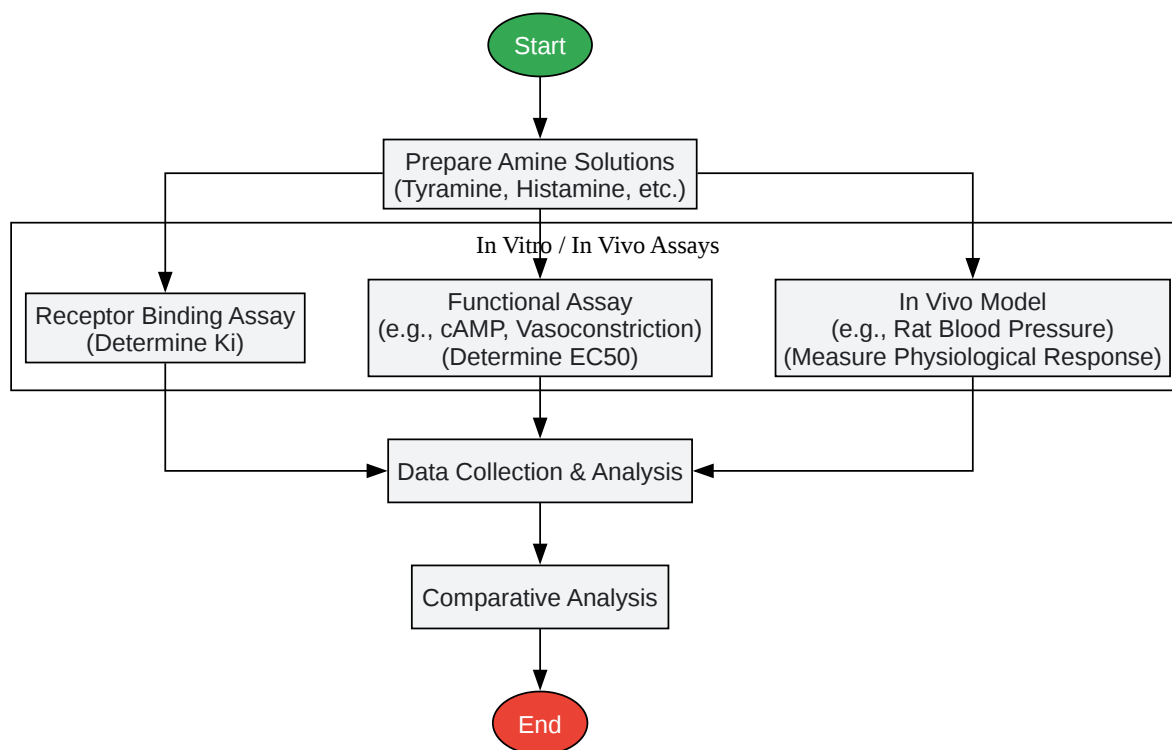 Start
Prepare Amine Solutions
(Tyramine, Histamine, etc.)
In Vitro / In Vivo Assays
Receptor Binding Assay
(Determine Ki)
Functional Assay
(e.g., cAMP, Vasoconstriction)
(Determine EC50)
In Vivo Model
(e.g., Rat Blood Pressure)
(Measure Physiological Response)
Data Collection & Analysis
Comparative Analysis
End